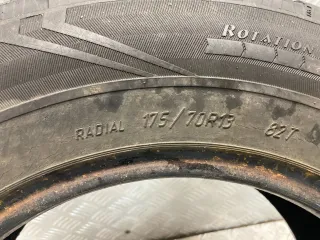 ROTATION
RADIAL 175/70R13 82T